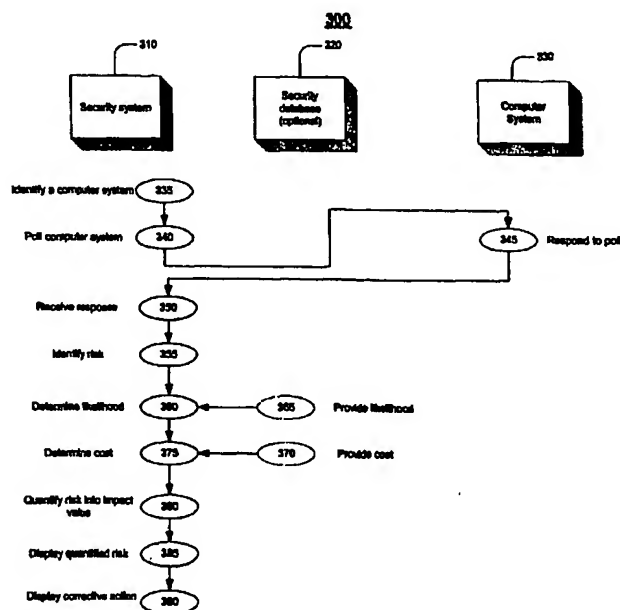 300
310
320
330
Security system
Security
database
(optional)
Computer
System
Identify a computer system
335
Poll computer system
340
345
Respond to poll
Receive response
350
Identify risk
355
Determine likelihood
360
365
Provide likelihood
Determine cost
375
370
Provide cost
Quantify risk into impact
value
380
Display quantified risk
385
Display corrective action
390